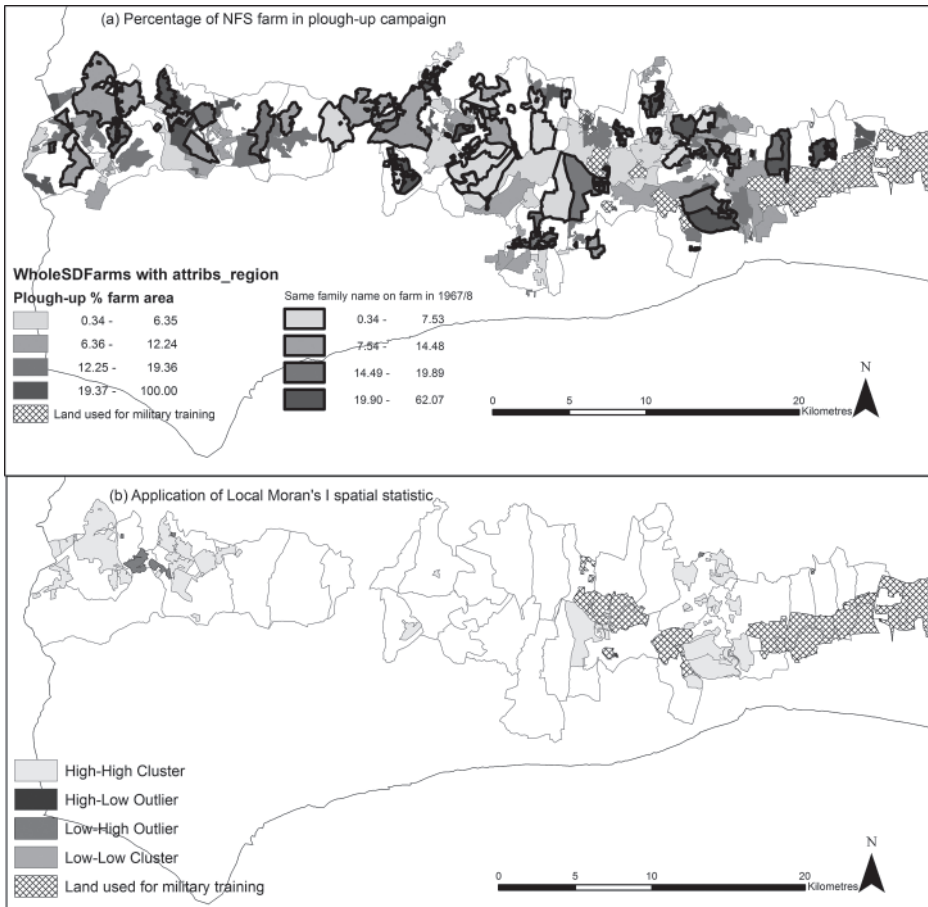 (a) Percentage of NFS farm in plough-up campaign
WholeSDFarms with attribs_region
Plough-up % farm area
0.34 - 6.35
6.36 - 12.24
12.25 - 19.36
19.37 - 100.00
Land used for military training
Same family name on farm in 1967/8
0.34 - 7.53
7.54 - 14.48
14.49 - 19.89
19.90 - 62.07
N
0 5 10 20
Kilometres
(b) Application of Local Moran's I spatial statistic
High-High Cluster
High-Low Outlier
Low-High Outlier
Low-Low Cluster
Land used for military training
N
0 5 10 20
Kilometres